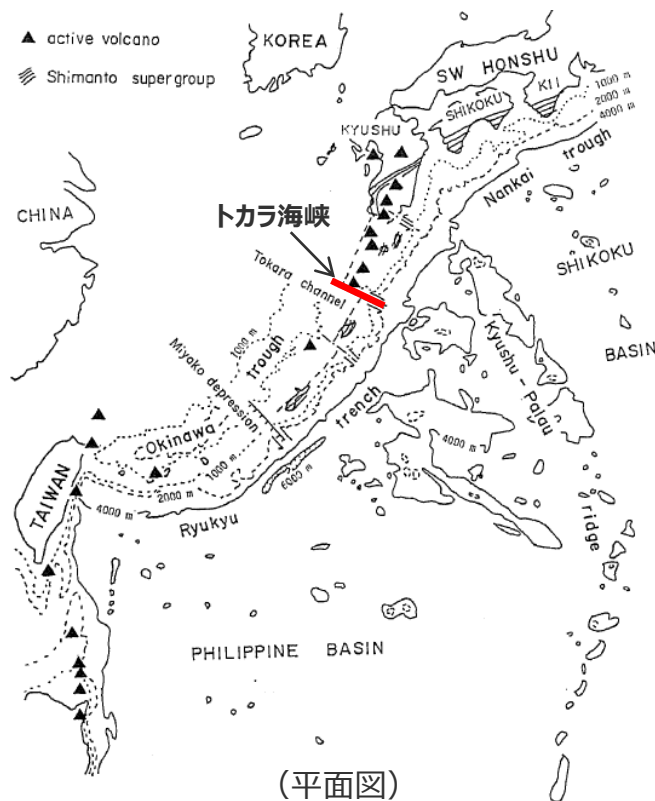 ▲ active volcano
Shimanto supergroup
KOREA
SW HONSHU
KII
SHIKOKU
KYUSHU
1000 m
2000 m
4000 m
Nankai trough
CHINA
トカラ海峡
Tokara channel
SHIKOKU
BASIN
Kyushu - Palau
ridge
1000 m
trough
Miyako depression
Okinawa
trench
4000 m
1000 m
6000 m
2000 m
TAIWAN
4000 m
Ryukyu
PHILIPPINE BASIN
(平面図)